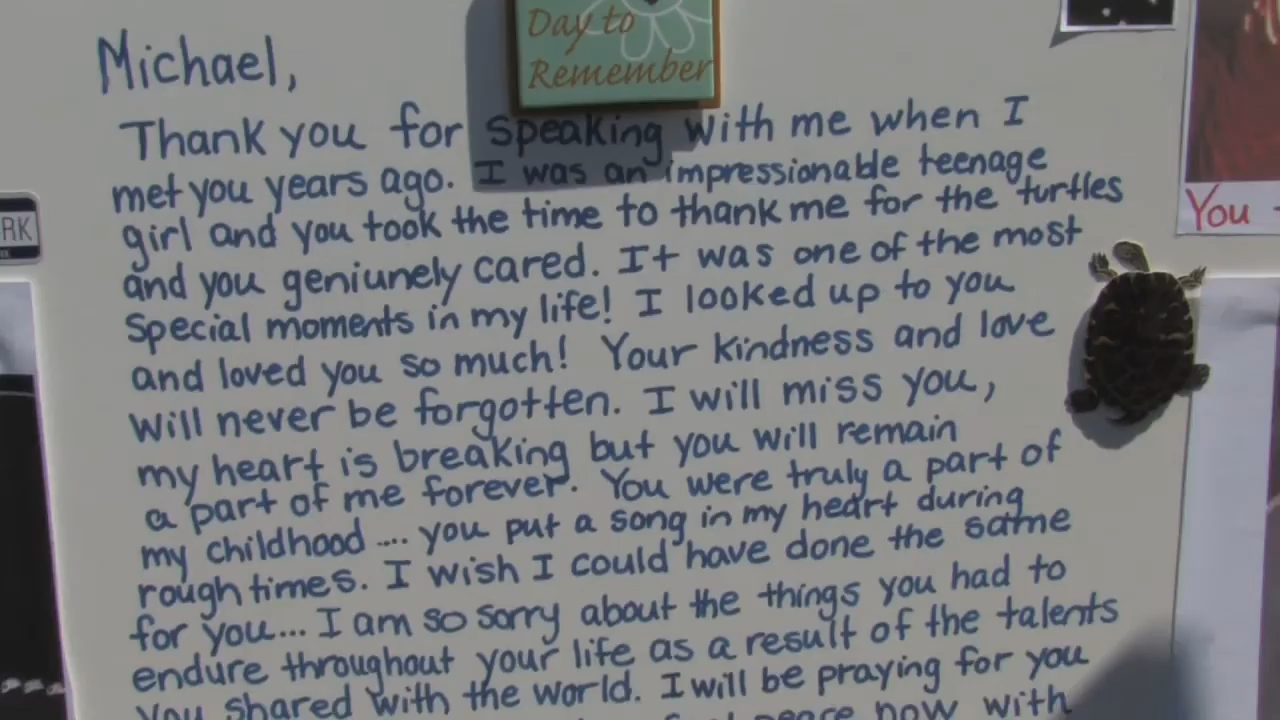 Day to
Remember
Michael,
Thank you for speaking with me when I
met you years ago. I was an impressionable teenage
girl and you took the time to thank me for the turtles
and you geniunely cared. It was one of the most
special moments in my life! I looked up to you
and loved you so much! Your kindness and love
will never be forgotten. I will miss you,
my heart is breaking but you will remain
a part of me forever. You were truly a part of
my childhood .... you put a song in my heart during
rough times. I wish I could have done the same
for you... I am so sorry about the things you had to
endure throughout your life as a result of the talents
you shared with the world. I will be praying for you
peace now with
RK
You